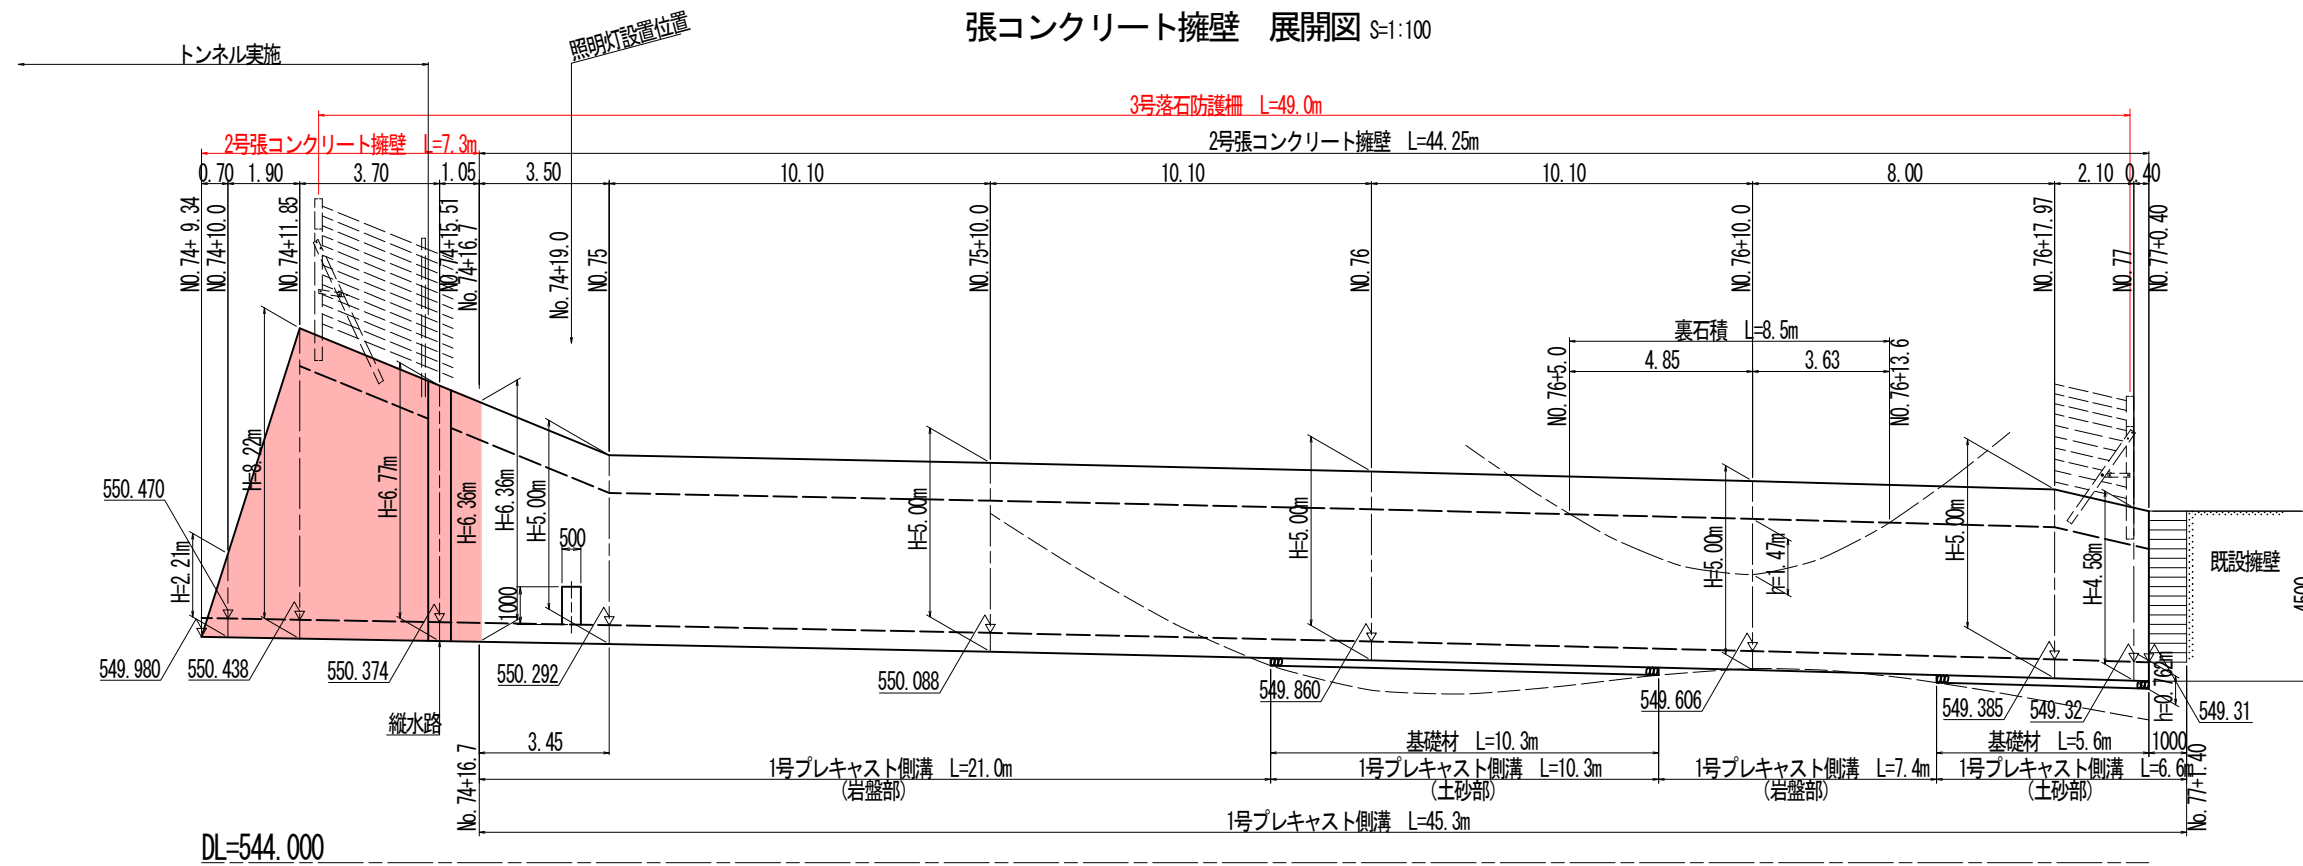 張コンクリート擁壁　展開図 S=1:100
トンネル実施
照明灯設置位置
3号落石防護柵　L=49.0m
2号張コンクリート擁壁　L=7.3m
2号張コンクリート擁壁　L=44.25m
0.70
1.90
3.70
1.05
3.50
10.10
10.10
10.10
8.00
2.10
0.40
NO.74+ 9.34
NO.74+10.0
NO.74+11.85
NO.74+15.51
No.74+16.7
No.74+19.0
NO.75
NO.75+10.0
NO.76
NO.76+5.0
NO.76+10.0
NO.76+13.6
NO.76+17.97
NO.77
NO.77+0.40
裏石積　L=8.5m
4.85
3.63
H=2.21m
H=8.22m
H=6.77m
H=6.36m
H=6.36m
H=5.00m
H=5.00m
H=5.00m
H=5.00m
h=1.47m
H=5.00m
H=4.58m
h=0.762m
500
1000
既設擁壁
4500
550.470
549.980
550.438
550.374
550.292
550.088
549.860
549.606
549.385
549.32
549.31
縦水路
3.45
基礎材　L=10.3m
基礎材　L=5.6m
1000
1号プレキャスト側溝　L=21.0m
(岩盤部)
1号プレキャスト側溝　L=10.3m
(土砂部)
1号プレキャスト側溝　L=7.4m
(岩盤部)
1号プレキャスト側溝　L=6.6m
(土砂部)
No.74+16.7
No.77+1.40
1号プレキャスト側溝　L=45.3m
DL=544.000